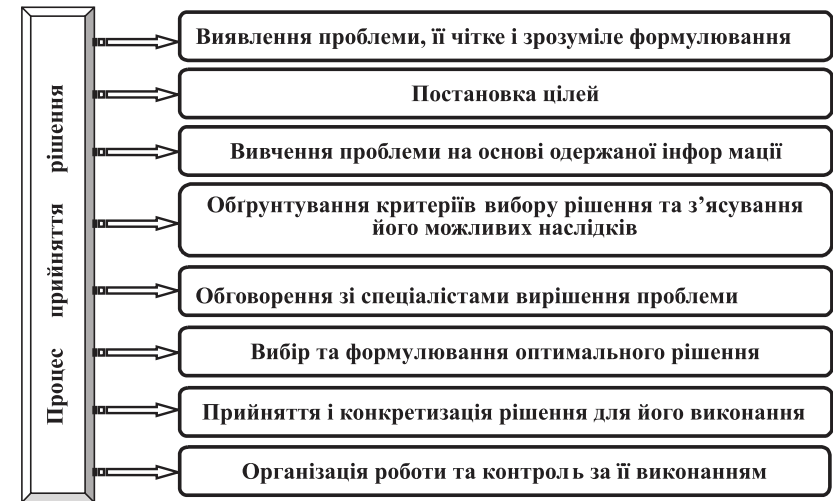 Процес прийняття рішення
Виявлення проблеми, її чітке і зрозуміле формулювання
Постановка цілей
Вивчення проблеми на основі одержаної інфор мації
Обґрунтування критеріїв вибору рішення та з’ясування
його можливих наслідків
Обговорення зі спеціалістами вирішення проблеми
Вибір та формулювання оптимального рішення
Прийняття і конкретизація рішення для його виконання
Організація роботи та контроль за її виконанням